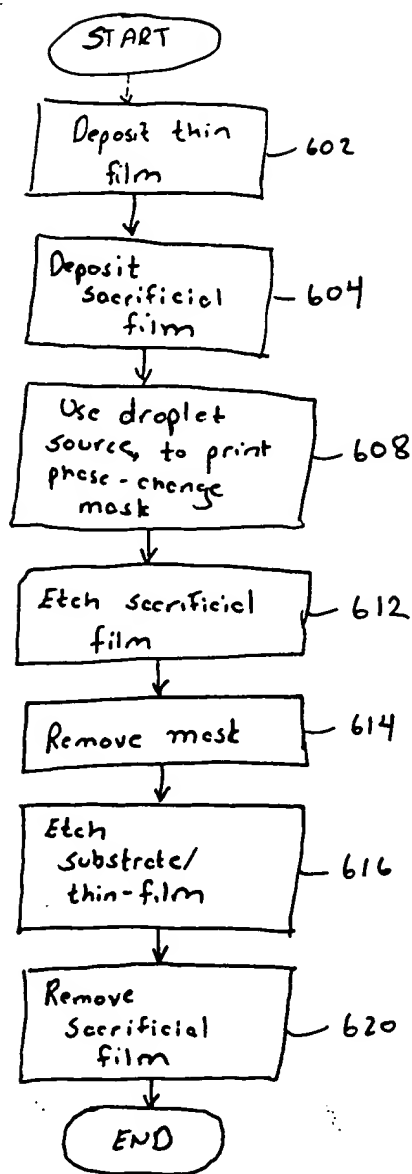 START
Deposit thin
film
602
Deposit
sacrificial
film
604
Use droplet
source, to print
phase-change
mask
608
Etch sacrificial
film
612
Remove mask
614
Etch
substrate/
thin-film
616
Remove
sacrificial
film
620
END